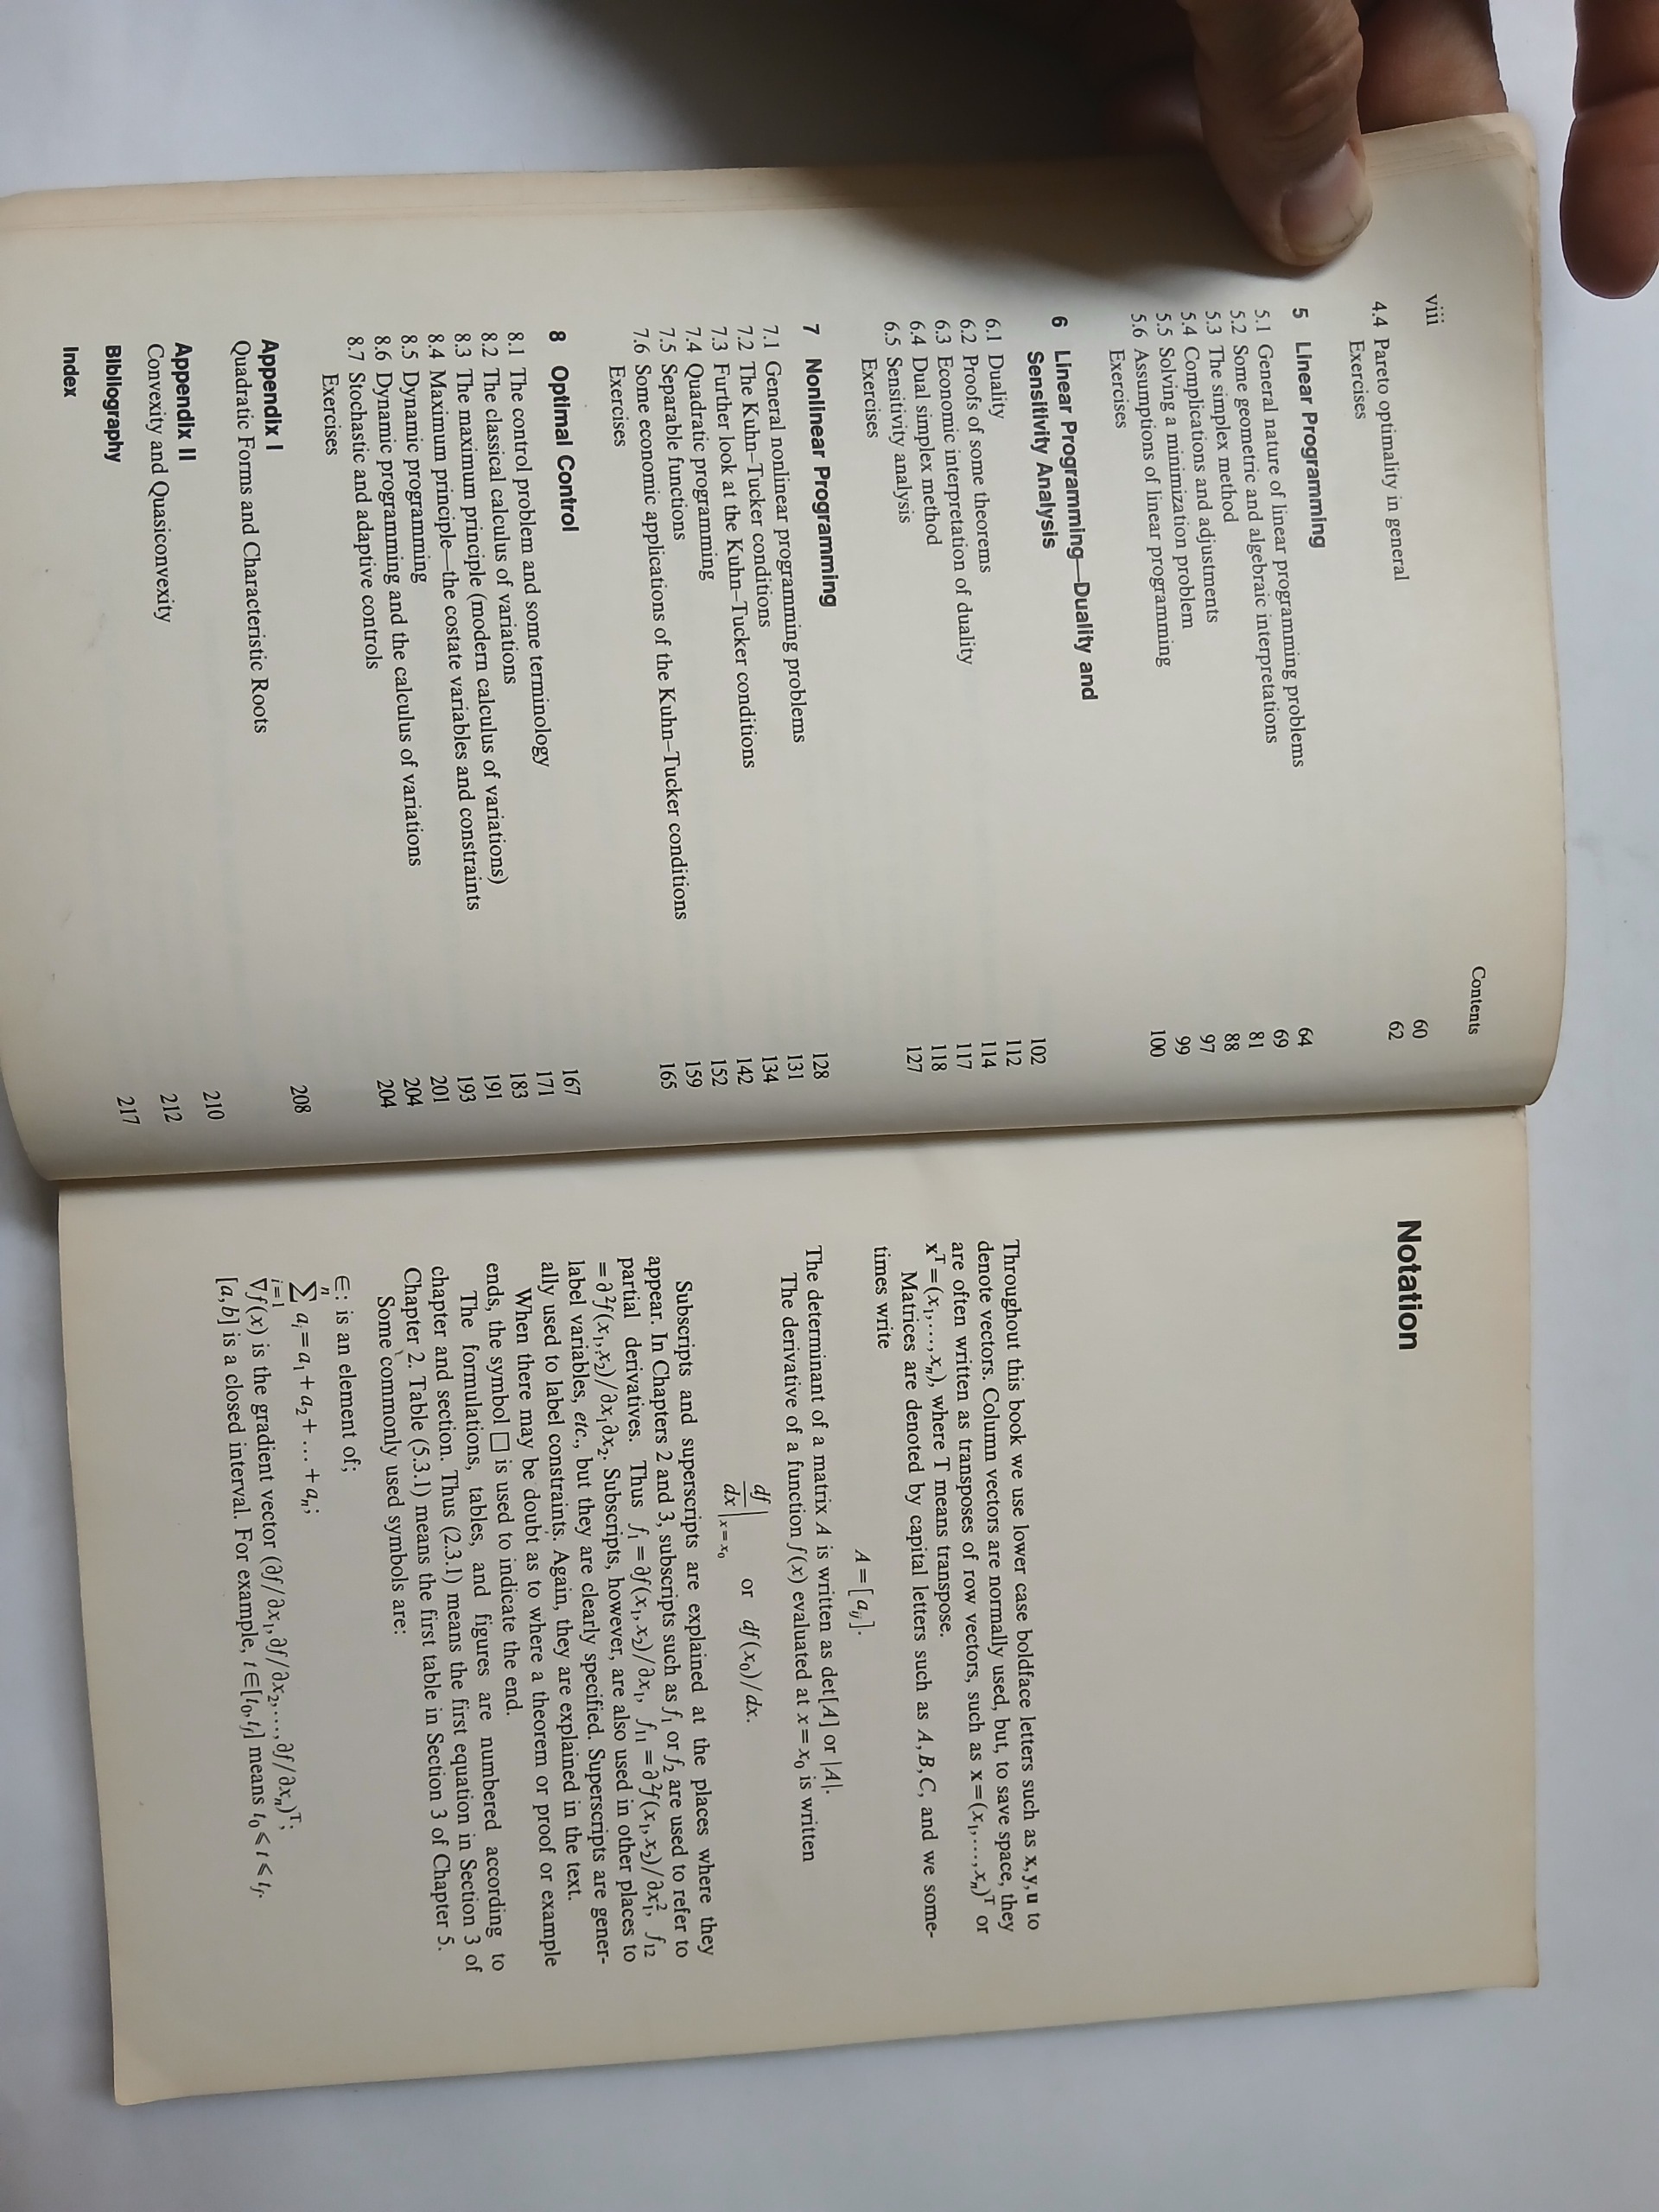 viii Contents
4.4 Pareto optimality in general 60
Exercises 62
5 Linear Programming
5.1 General nature of linear programming problems 64
5.2 Some geometric and algebraic interpretations 69
5.3 The simplex method 81
5.4 Complications and adjustments 88
5.5 Solving a minimization problem 97
5.6 Assumptions of linear programming 99
Exercises 100
6 Linear Programming—Duality and
Sensitivity Analysis
6.1 Duality 102
6.2 Proofs of some theorems 112
6.3 Economic interpretation of duality 114
6.4 Dual simplex method 117
6.5 Sensitivity analysis 118
Exercises 127
7 Nonlinear Programming
7.1 General nonlinear programming problems 128
7.2 The Kuhn–Tucker conditions 131
7.3 Further look at the Kuhn–Tucker conditions 134
7.4 Quadratic programming 142
7.5 Separable functions 152
7.6 Some economic applications of the Kuhn–Tucker conditions 159
Exercises 165
8 Optimal Control
8.1 The control problem and some terminology 167
8.2 The classical calculus of variations 171
8.3 The maximum principle (modern calculus of variations) 183
8.4 Maximum principle—the costate variables and constraints 191
8.5 Dynamic programming 193
8.6 Dynamic programming and the calculus of variations 201
8.7 Stochastic and adaptive controls 204
Exercises 204
Appendix I
Quadratic Forms and Characteristic Roots 208
Appendix II
Convexity and Quasiconvexity 210
Bibliography 212
Index 217
Notation
Throughout this book we use lower case boldface letters such as x, y, u to
denote vectors. Column vectors are normally used, but, to save space, they
are often written as transposes of row vectors, such as x=(x₁,...,xₙ)ᵀ or
xᵀ=(x₁,...,xₙ), where T means transpose.
Matrices are denoted by capital letters such as A, B, C, and we some-
times write
A=[aᵢⱼ].
The determinant of a matrix A is written as det[A] or |A|.
The derivative of a function f(x) evaluated at x=x₀ is written
df/dx|x=x₀ or df(x₀)/dx.
Subscripts and superscripts are explained at the places where they
appear. In Chapters 2 and 3, subscripts such as f₁ or f₂ are used to refer to
partial derivatives. Thus f₁=∂f(x₁,x₂)/∂x₁, f₁₁=∂²f(x₁,x₂)/∂x₁², f₁₂
=∂²f(x₁,x₂)/∂x₁∂x₂. Subscripts, however, are also used in other places to
label variables, etc., but they are clearly specified. Superscripts are gener-
ally used to label constraints. Again, they are explained in the text.
When there may be doubt as to where a theorem or proof or example
ends, the symbol □ is used to indicate the end.
The formulations, tables, and figures are numbered according to
chapter and section. Thus (2.3.1) means the first equation in Section 3 of
Chapter 2. Table (5.3.1) means the first table in Section 3 of Chapter 5.
Some commonly used symbols are:
∈: is an element of;
∑ⁿᵢ₌₁ aᵢ=a₁+a₂+...+aₙ;
∇f(x) is the gradient vector (∂f/∂x₁,∂f/∂x₂,...,∂f/∂xₙ)ᵀ;
[a,b] is a closed interval. For example, t∈[t₀,t_f] means t₀⩽t⩽t_f.